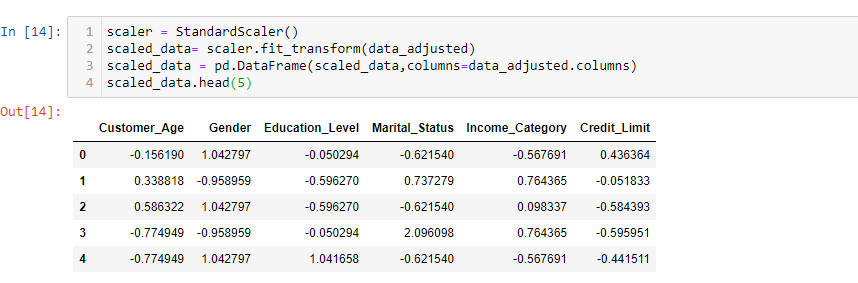 In [14]:
1 scaler = StandardScaler()
2 scaled_data= scaler.fit_transform(data_adjusted)
3 scaled_data = pd.DataFrame(scaled_data,columns=data_adjusted.columns)
4 scaled_data.head(5)
Out[14]:
Customer_Age Gender Education_Level Marital_Status Income_Category Credit_Limit
0 -0.156190 1.042797 -0.050294 -0.621540 -0.567691 0.436364
1 0.338818 -0.958959 -0.596270 0.737279 0.764365 -0.051833
2 0.586322 1.042797 -0.596270 -0.621540 0.098337 -0.584393
3 -0.774949 -0.958959 -0.050294 2.096098 0.764365 -0.595951
4 -0.774949 1.042797 1.041658 -0.621540 -0.567691 -0.441511